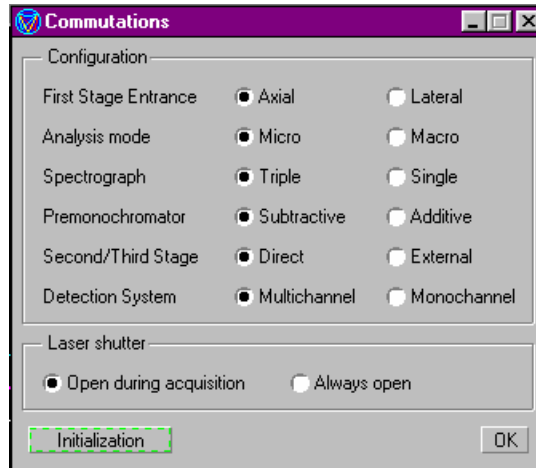 Commutations
Configuration
First Stage Entrance Axial Lateral
Analysis mode Micro Macro
Spectrograph Triple Single
Premonochromator Subtractive Additive
Second/Third Stage Direct External
Detection System Multichannel Monochannel
Laser shutter
Open during acquisition Always open
Initialization OK